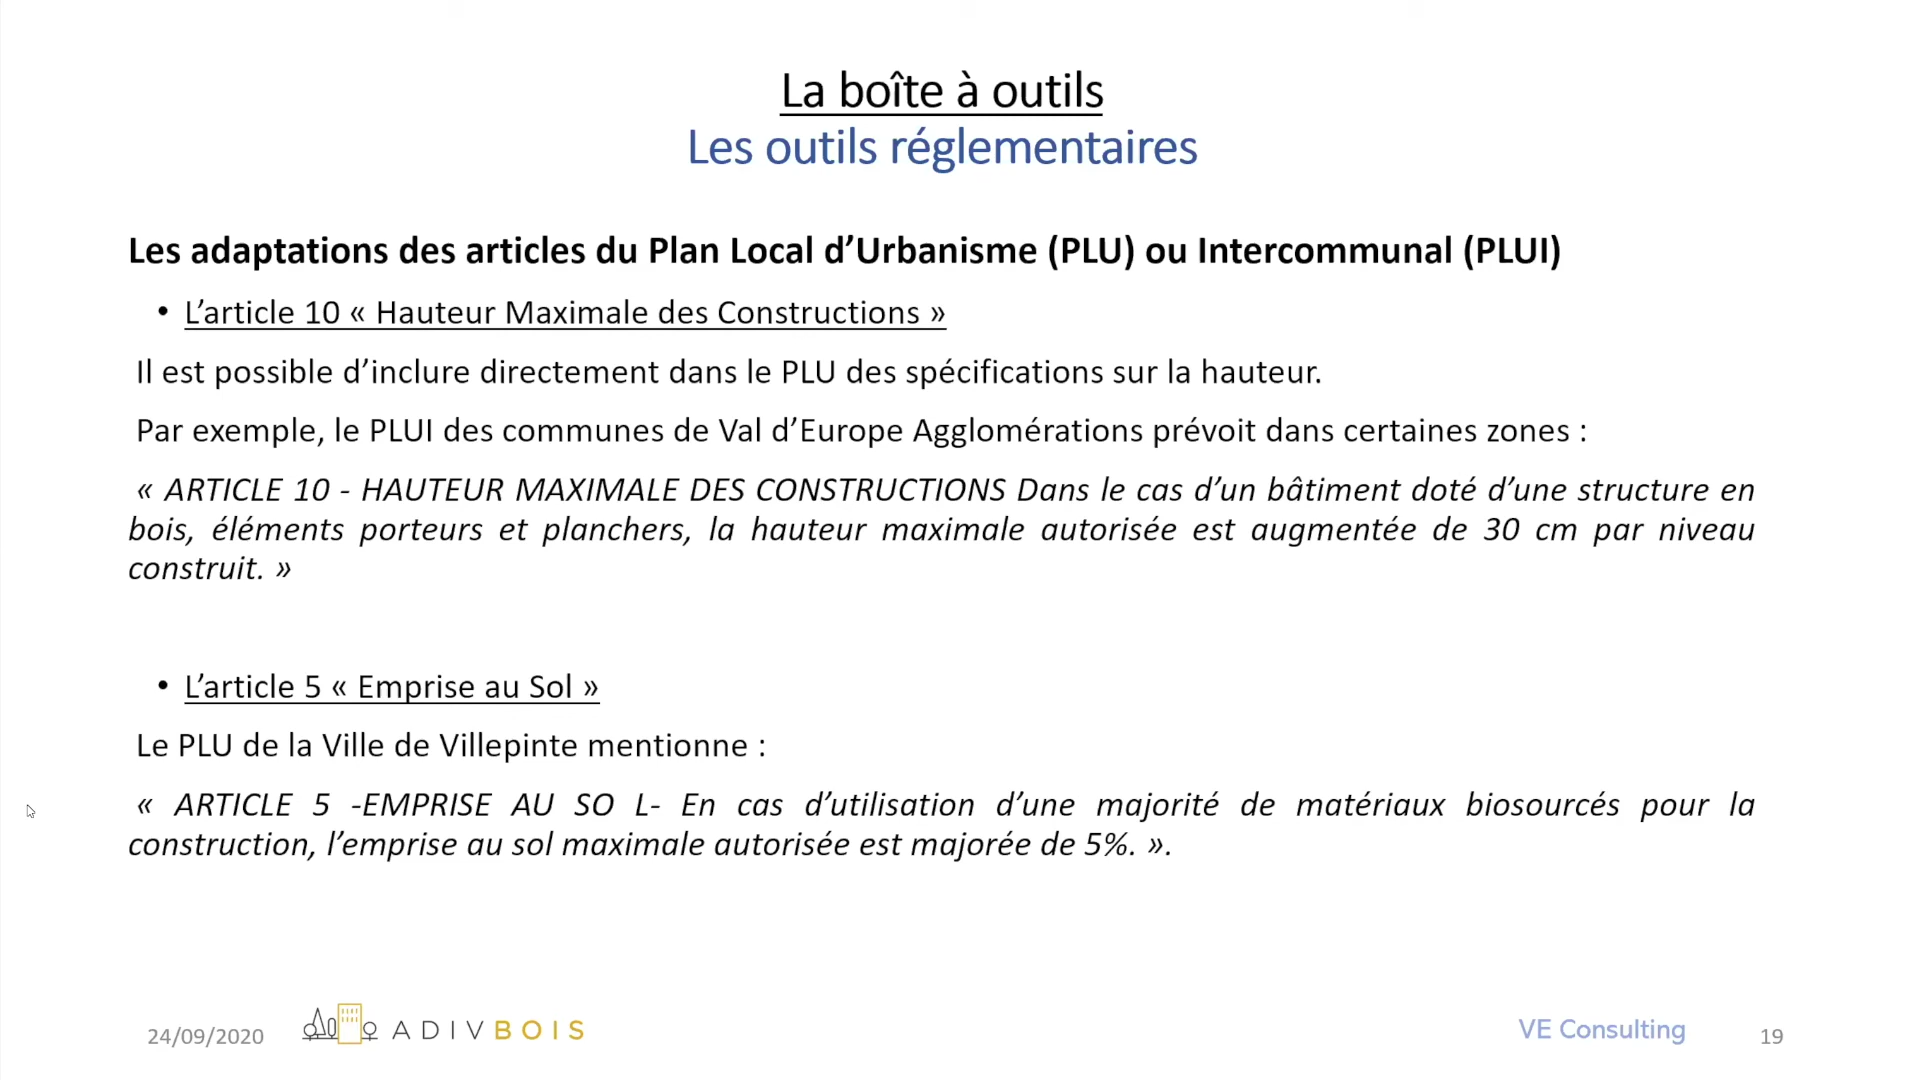 La boîte à outils
Les outils réglementaires
Les adaptations des articles du Plan Local d’Urbanisme (PLU) ou Intercommunal (PLUI)
• L’article 10 « Hauteur Maximale des Constructions »
Il est possible d’inclure directement dans le PLU des spécifications sur la hauteur.
Par exemple, le PLUI des communes de Val d’Europe Agglomérations prévoit dans certaines zones :
« ARTICLE 10 - HAUTEUR MAXIMALE DES CONSTRUCTIONS Dans le cas d’un bâtiment doté d’une structure en
bois, éléments porteurs et planchers, la hauteur maximale autorisée est augmentée de 30 cm par niveau
construit. »
• L’article 5 « Emprise au Sol »
Le PLU de la Ville de Villepinte mentionne :
« ARTICLE 5 -EMPRISE AU SO L- En cas d’utilisation d’une majorité de matériaux biosourcés pour la
construction, l’emprise au sol maximale autorisée est majorée de 5%. ».
24/09/2020
ADIVBOIS
VE Consulting
19